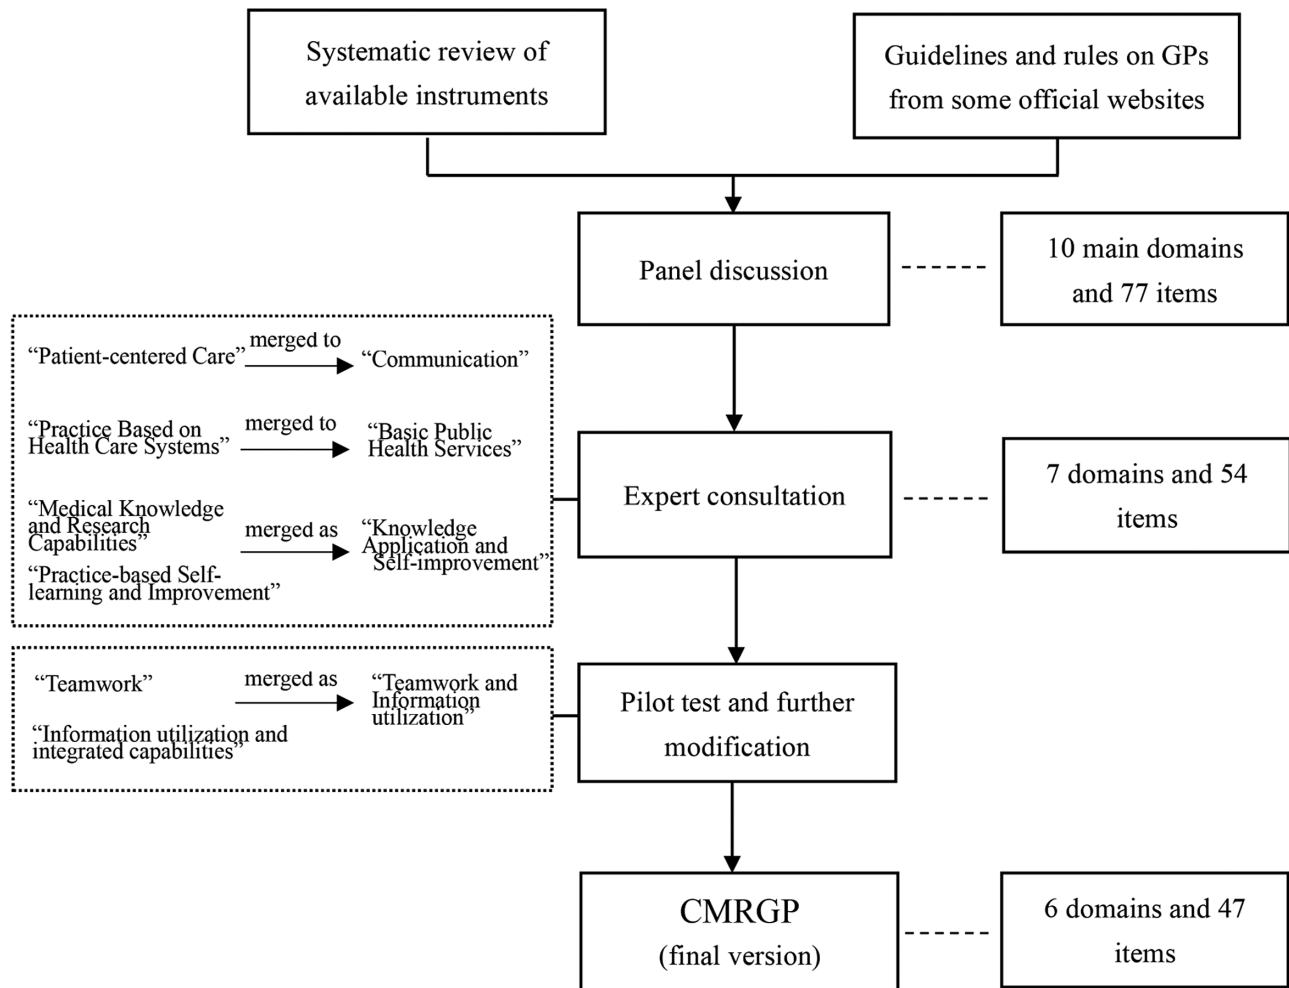 Systematic review of
available instruments
Guidelines and rules on GPs
from some official websites
Panel discussion
10 main domains
and 77 items
“Patient-centered Care”
merged to
“Communication”
“Practice Based on
Health Care Systems”
merged to
“Basic Public
Health Services”
“Medical Knowledge
and Research
Capabilities”
“Practice-based Self-
learning and Improvement”
merged as
“Knowledge
Application and
Self-improvement”
Expert consultation
7 domains and 54
items
“Teamwork”
“Information utilization and
integrated capabilities”
merged as
“Teamwork and
Information
utilization”
Pilot test and further
modification
CMRGP
(final version)
6 domains and 47
items